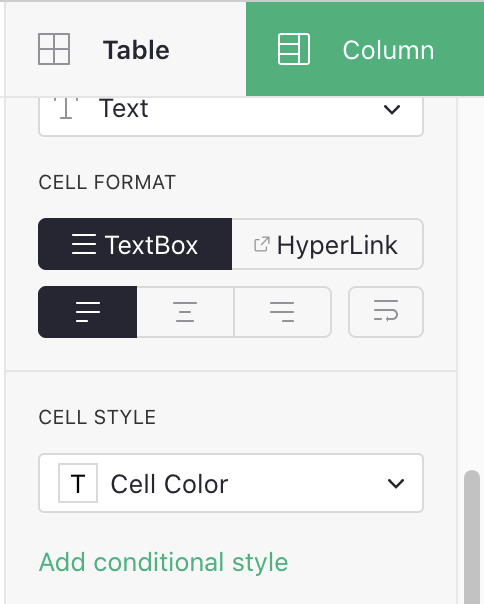 Table
Column
Text
CELL FORMAT
TextBox
HyperLink
CELL STYLE
T Cell Color
Add conditional style